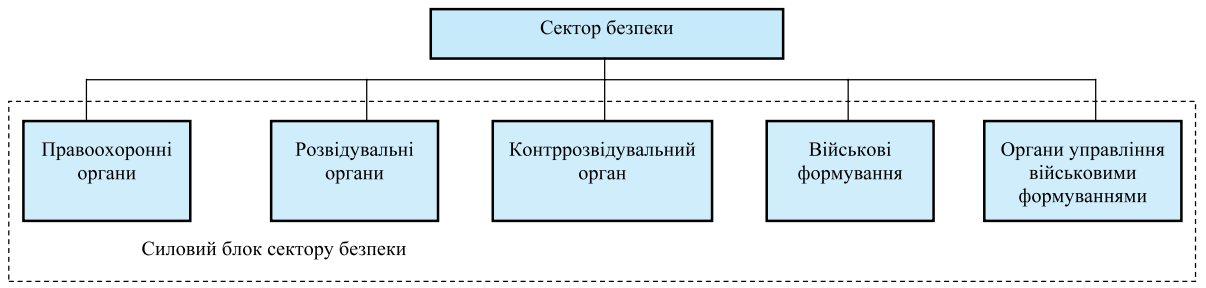 Сектор безпеки
Правоохоронні
органи
Розвідувальні
органи
Контррозвідувальний
орган
Військові
формування
Органи управління
військовими
формуваннями
Силовий блок сектору безпеки